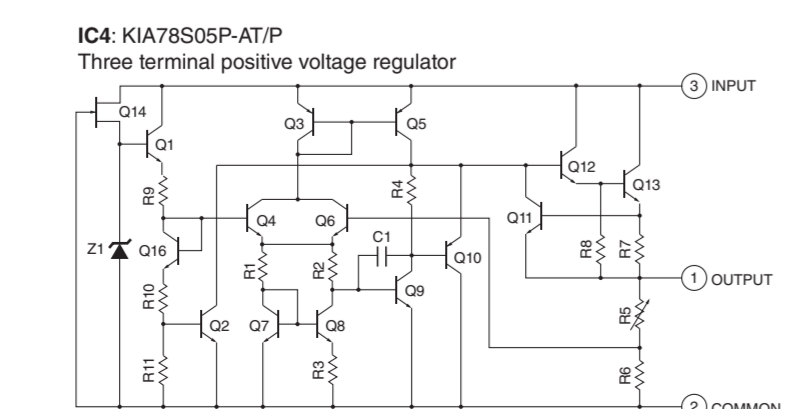 IC4: KIA78S05P-AT/P
Three terminal positive voltage regulator
3 INPUT
Q14
Q3
Q5
Q1
Q12
Q13
R9
R4
Q4
Q6
Q11
C1
Z1
Q16
R8
R7
R1
R2
Q10
1 OUTPUT
R10
Q9
R5
Q2
Q7
Q8
R11
R3
R6
2 COMMON